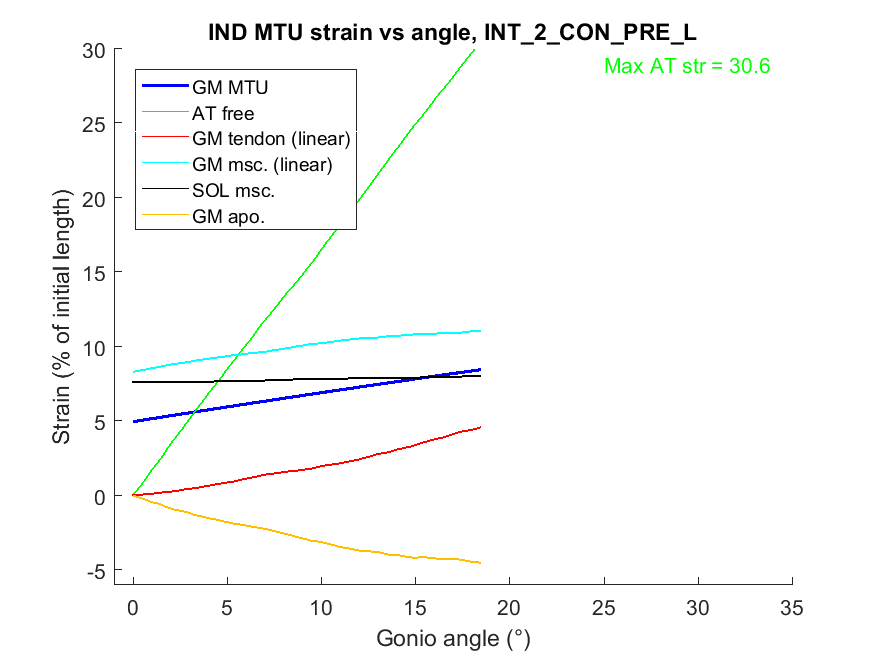 IND MTU strain vs angle, INT_2_CON_PRE_L
Max AT str = 30.6
GM MTU
AT free
GM tendon (linear)
GM msc. (linear)
SOL msc.
GM apo.
Strain (% of initial length)
30
25
20
15
10
5
0
-5
0 5 10 15 20 25 30 35
Gonio angle (°)